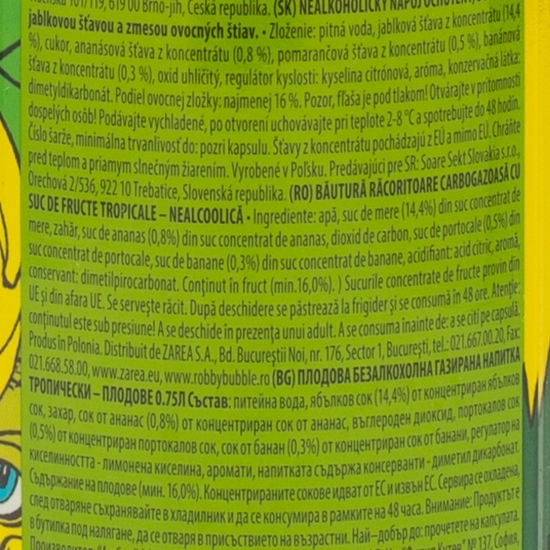 101/119, 619 00 Brno-jih, Česká republika. (SK) NEALKOHOLICKÝ NÁPOJ
jablkovou šťavou a zmesou ovocných štiav. • Zloženie: pitná voda, jablková šťava z koncentrátu (14,4
%), cukor, ananásová šťava z koncentrátu (0,8 %), pomarančová šťava z koncentrátu (0,5 %), banánová
šťava z koncentrátu (0,3 %), oxid uhličitý, regulátor kyslosti: kyselina citrónová, aróma, konzervačná látka:
dimetyldikarbonát. Podiel ovocnej zložky: najmenej 16 %. Pozor, fľaša je pod tlakom! Otvárajte v prítomnosti
dospelých osôb! Podávajte vychladené, po otvorení uchovávajte pri teplote 2-8 °C a spotrebujte do 48 hodín.
Číslo šarže, minimálna trvanlivosť do: pozri kapsulu. Šťavy z koncentrátu pochádzajú z EÚ a mimo EÚ. Chráňte
pred teplom a priamym slnečným žiarením. Vyrobené v Poľsku. Predávajúci pre SR: Soare Sekt Slovakia s.r.o.,
Orechová 2/536, 922 10 Trebatice, Slovenská republika. (RO) BĂUTURĂ RĂCORITOARE CARBOGAZOASĂ CU
SUC DE FRUCTE TROPICALE – NEALCOOLICĂ • Ingrediente: apă, suc de mere (14,4%) din suc concentrat de
mere, zahăr, suc de ananas (0,8%) din suc concentrat de ananas, dioxid de carbon, suc de portocale (0,5%) din
suc concentrat de portocale, suc de banane (0,3%) din suc concentrat de banane, acidifiant: acid citric, aromă,
conservant: dimetilpirocarbonat. Conținut în fruct (min.16,0%). ) Sucurile concentrate de fructe provin din
UE și din afara UE. Se servește răcit. După deschidere se păstrează la frigider și se consumă în 48 ore. Atenție:
conținutul este sub presiune! A se deschide în prezența unui adult. A se consuma înainte de: a se citi pe capsulă.
Produs în Polonia. Distribuit de ZAREA S.A., Bd. Bucureștii Noi, nr. 176, Sector 1, București, tel.: 021.667.00.20, Fax:
021.668.58.00, www.zarea.eu, www.robbybubble.ro (BG) ПЛОДОВА БЕЗАЛКОХОЛНА ГАЗИРАНА НАПИТКА
ТРОПИЧЕСКИ – ПЛОДОВЕ 0.75Л Състав: питейна вода, ябълков сок (14,4%) от концентриран ябълков
сок, захар, сок от ананас (0,8%) от концентриран сок от ананас, въглероден диоксид, портокалов сок
(0,5%) от концентриран портокалов сок, сок от банан (0,3%) от концентриран сок от банани, регулатор на
киселинността - лимонена киселина, аромати, напитката съдържа консерванти - диметил дикарбонат.
Съдържание на плодове (мин. 16,0%). Концентрираните сокове идват от ЕС и извън ЕС. Сервира се охладена,
след отваряне съхранявайте в хладилника и да се консумира в рамките на 48 часа. Внимание: Продуктът е
в бутилка под налягане, да се отваря в присъствието на възрастни. Най–добър до: прочетете на капсулата.
№ 137, София,